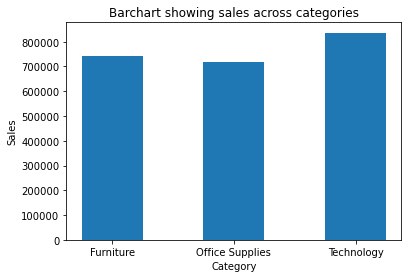 Barchart showing sales across categories
800000
700000
600000
500000
400000
300000
200000
100000
0
Sales
Furniture Office Supplies Technology
Category